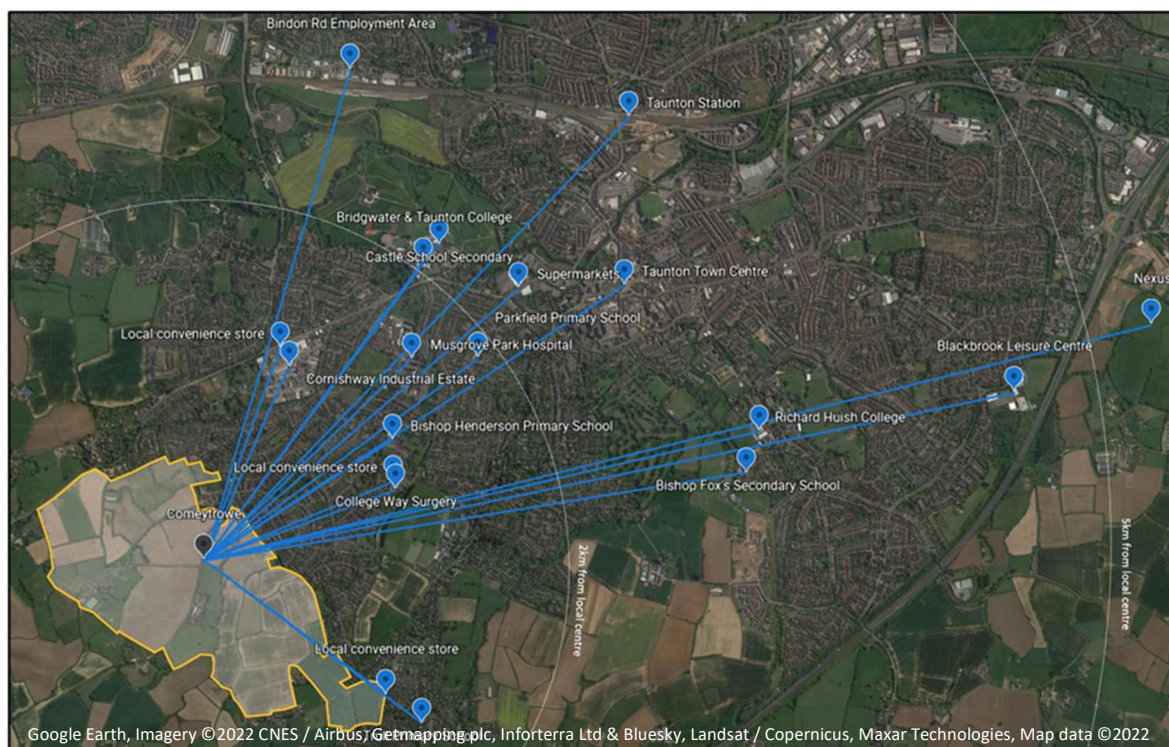 Bindon Rd Employment Area
Taunton Station
Bridgwater & Taunton College
Castle School Secondary
Supermarkets
Taunton Town Centre
Nexus
Parkfield Primary School
Local convenience store
Musgrove Park Hospital
Blackbrook Leisure Centre
Cornishway Industrial Estate
Richard Huish College
Bishop Henderson Primary School
Local convenience store
Bishop Fox's Secondary School
College Way Surgery
Comeytrowe
2km from local centre
5km from local centre
Local convenience store
Google Earth, Imagery ©2022 CNES / Airbus, Getmapping plc, Infoterra Ltd & Bluesky, Landsat / Copernicus, Maxar Technologies, Map data ©2022